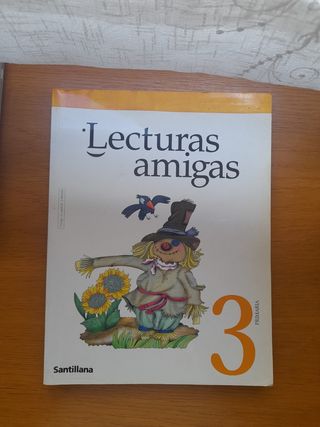 Lecturas
amigas
3
PRIMARIA
Santillana